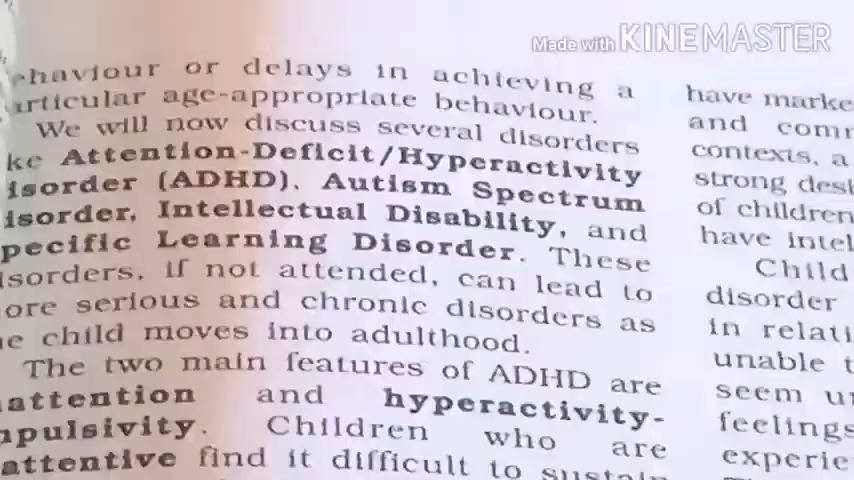 Made with KINEMASTER
ehaviour or delays in achieving a
articular age-appropriate behaviour.
We will now discuss several disorders
ke Attention-Deficit/Hyperactivity
isorder (ADHD), Autism Spectrum
isorder, Intellectual Disability, and
pecific Learning Disorder. These
isorders, if not attended, can lead to
ore serious and chronic disorders as
e child moves into adulthood.
The two main features of ADHD are
attention and hyperactivity-
pulsivity. Children who are
attentive find it difficult to sustain
have marke
and comm
contexts, a
strong desi
of children
have intel
Child
disorder
in relati
unable t
seem un
feelings
experie